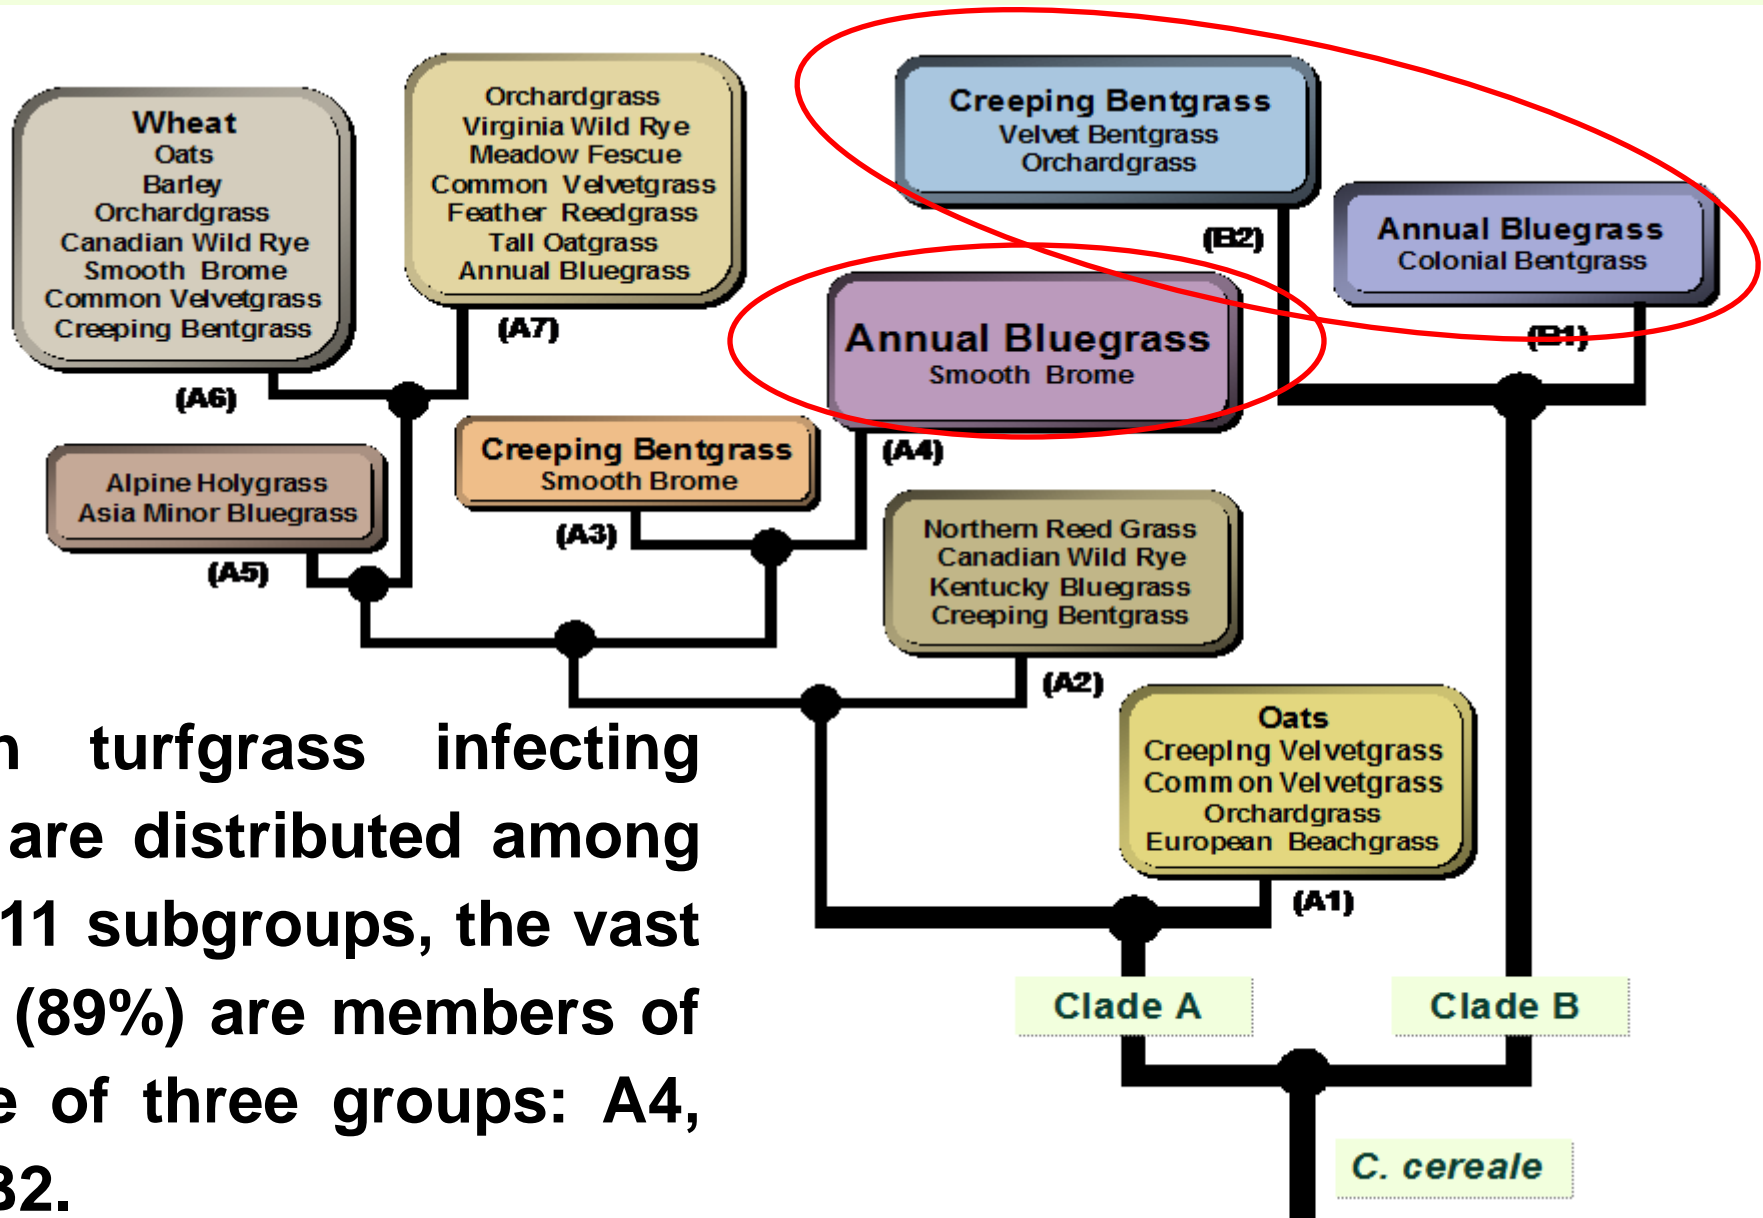 Wheat
Oats
Barley
Orchardgrass
Canadian Wild Rye
Smooth Brome
Common Velvetgrass
Creeping Bentgrass
(A6)
Orchardgrass
Virginia Wild Rye
Meadow Fescue
Common Velvetgrass
Feather Reedgrass
Tall Oatgrass
Annual Bluegrass
(A7)
Creeping Bentgrass
Velvet Bentgrass
Orchardgrass
(B2)
Annual Bluegrass
Colonial Bentgrass
(B1)
Annual Bluegrass
Smooth Brome
(A4)
Alpine Holygrass
Asia Minor Bluegrass
(A5)
Creeping Bentgrass
Smooth Brome
(A3)
Northern Reed Grass
Canadian Wild Rye
Kentucky Bluegrass
Creeping Bentgrass
(A2)
Oats
Creeping Velvetgrass
Common Velvetgrass
Orchardgrass
European Beachgrass
(A1)
Clade A
Clade B
C. cereale
turfgrass infecting
are distributed among
11 subgroups, the vast
(89%) are members of
of three groups: A4,
B2.